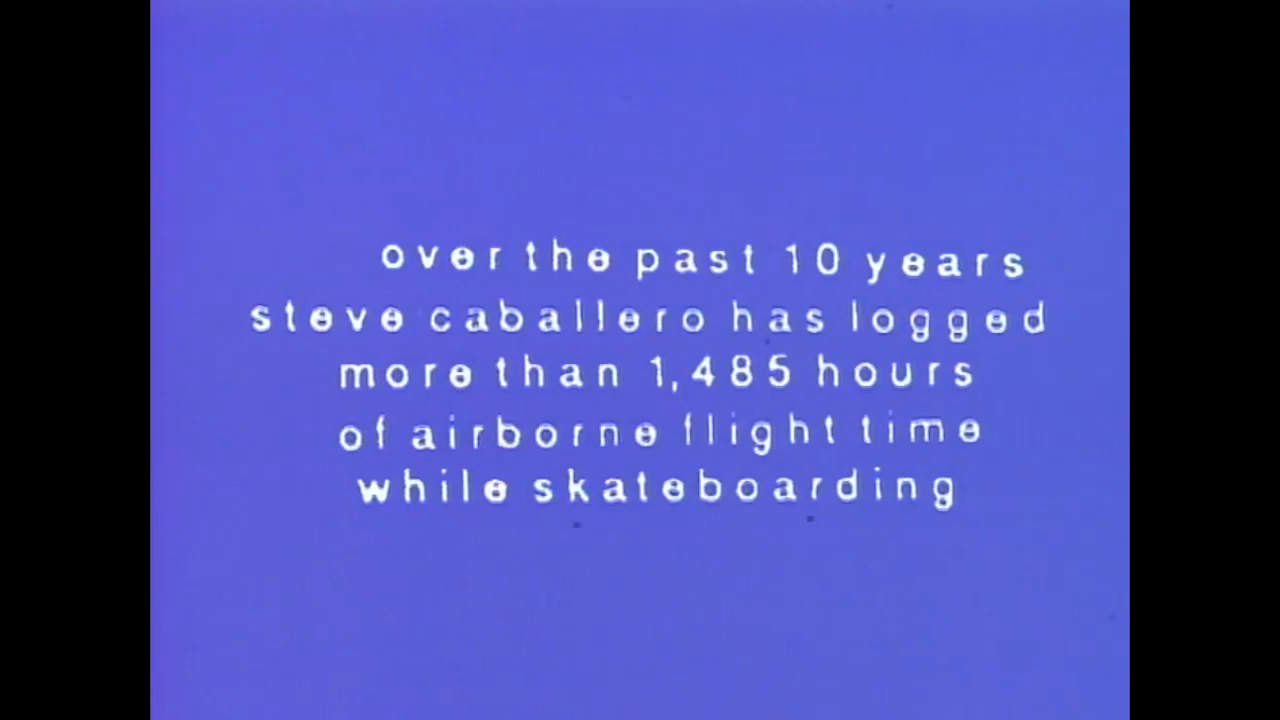 over the past 10 years
steve caballero has logged
more than 1,485 hours
of airborne flight time
while skateboarding